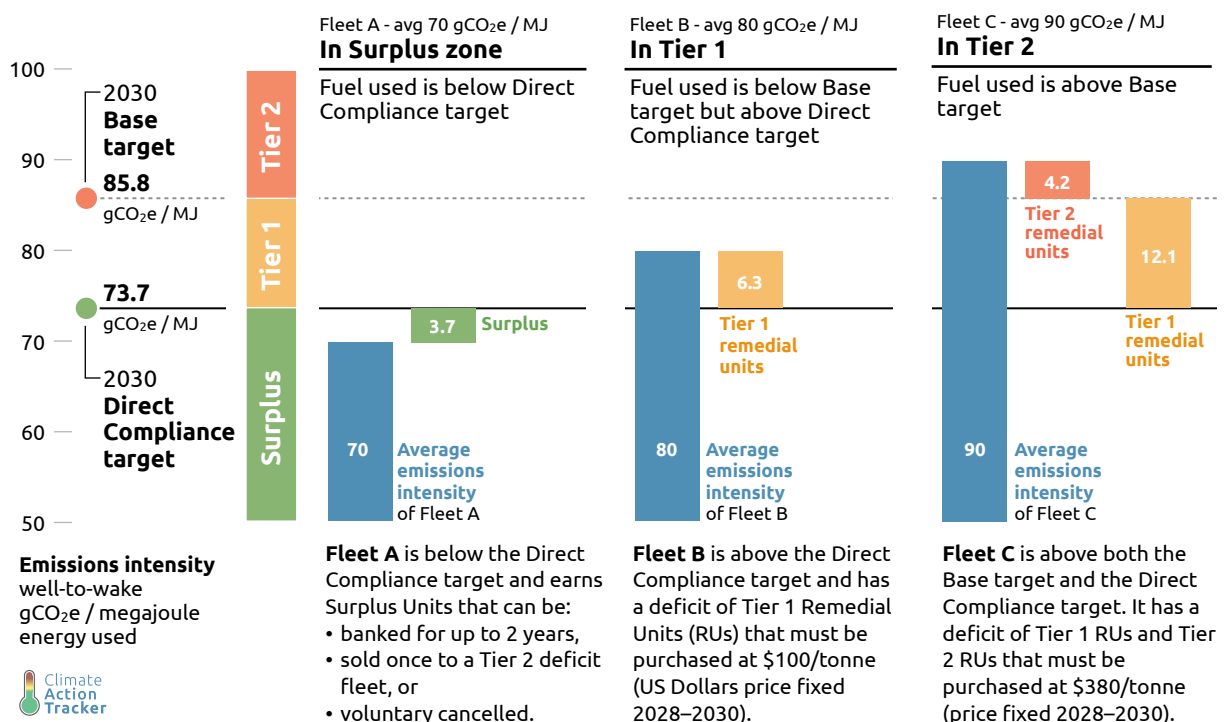 100
90
80
70
60
50
2030
Base
target
85.8
gCO₂e / MJ
73.7
gCO₂e / MJ
2030
Direct
Compliance
target
Tier 2
Tier 1
Surplus
Emissions intensity
well-to-wake
gCO₂e / megajoule
energy used
Climate
Action
Tracker
Fleet A - avg 70 gCO₂e / MJ
In Surplus zone
Fuel used is below Direct
Compliance target
3.7
Surplus
70
Average
emissions
intensity
of Fleet A
Fleet A is below the Direct
Compliance target and earns
Surplus Units that can be:
• banked for up to 2 years,
• sold once to a Tier 2 deficit
fleet, or
• voluntary cancelled.
Fleet B - avg 80 gCO₂e / MJ
In Tier 1
Fuel used is below Base
target but above Direct
Compliance target
6.3
Tier 1
remedial
units
80
Average
emissions
intensity
of Fleet B
Fleet B is above the Direct
Compliance target and has
a deficit of Tier 1 Remedial
Units (RUs) that must be
purchased at $100/tonne
(US Dollars price fixed
2028–2030).
Fleet C - avg 90 gCO₂e / MJ
In Tier 2
Fuel used is above Base
target
4.2
Tier 2
remedial
units
12.1
Tier 1
remedial
units
90
Average
emissions
intensity
of Fleet C
Fleet C is above both the
Base target and the Direct
Compliance target. It has a
deficit of Tier 1 RUs and Tier
2 RUs that must be
purchased at $380/tonne
(price fixed 2028–2030).